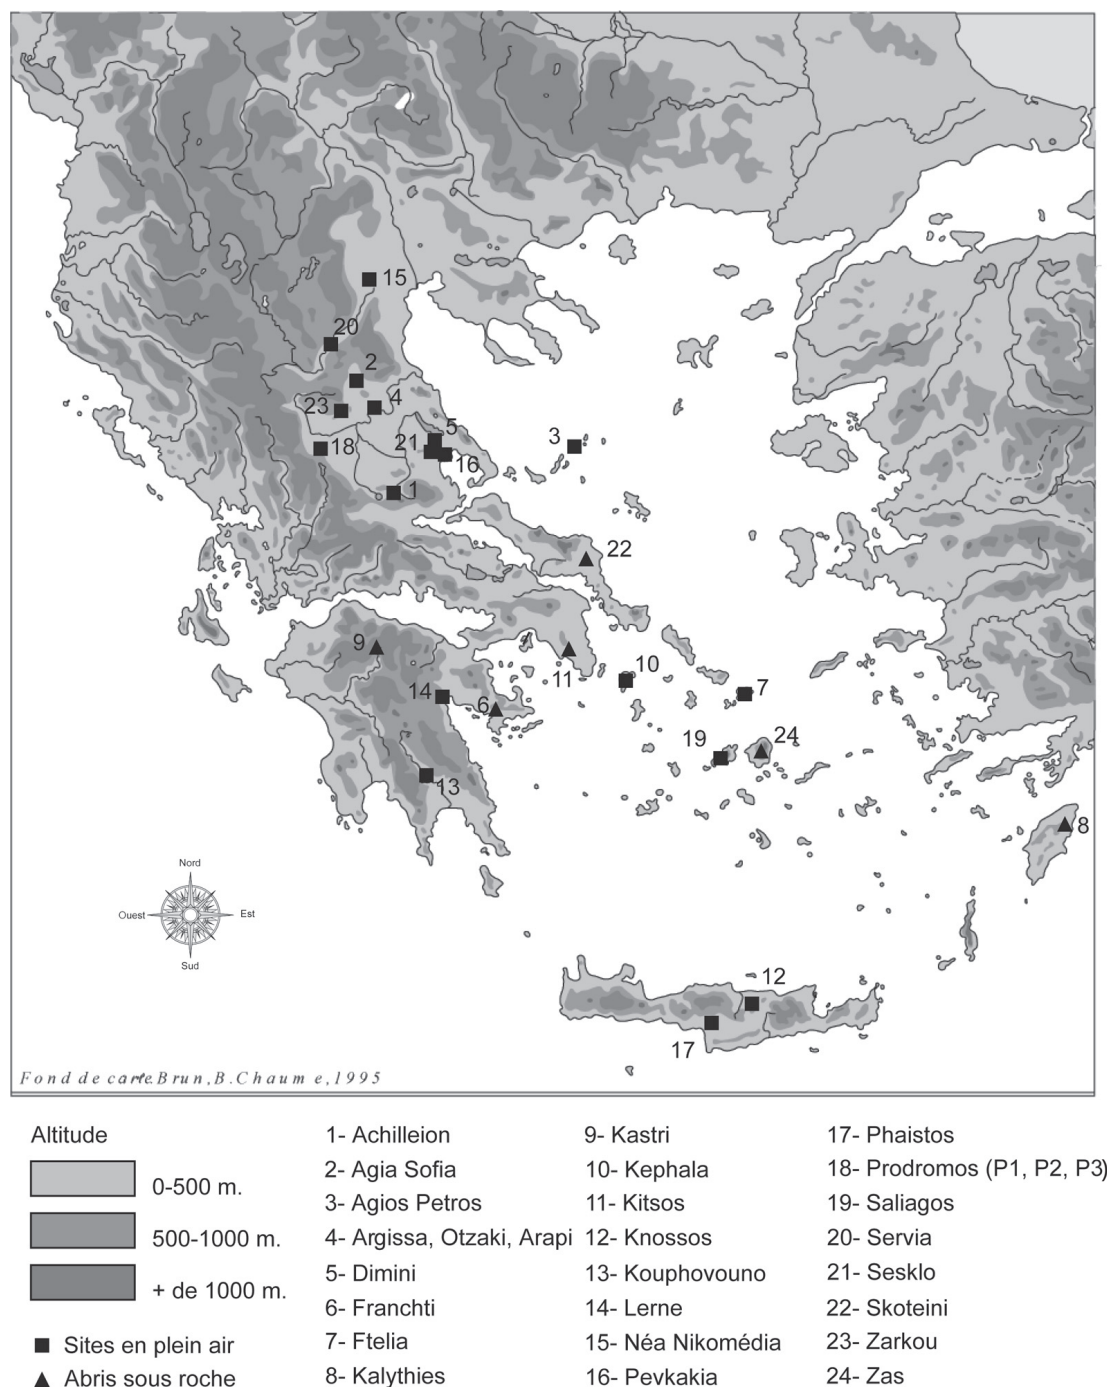 15
20
2
23
4
5
21
18
16
3
1
22
9
11
10
14
6
7
19
24
13
8
Nord
Ouest
Est
Sud
12
17
Fond de carte.Brun,B.Chaume,1995
Altitude
0-500 m.
500-1000 m.
+ de 1000 m.
Sites en plein air
Abris sous roche
1- Achilleion
2- Agia Sofia
3- Agios Petros
4- Argissa, Otzaki, Arapi
5- Dimini
6- Franchti
7- Ftelia
8- Kalythies
9- Kastri
10- Kephala
11- Kitsos
12- Knossos
13- Kouphovouno
14- Lerne
15- Néa Nikomédia
16- Pevkakia
17- Phaistos
18- Prodromos (P1, P2, P3)
19- Saliagos
20- Servia
21- Sesklo
22- Skoteini
23- Zarkou
24- Zas